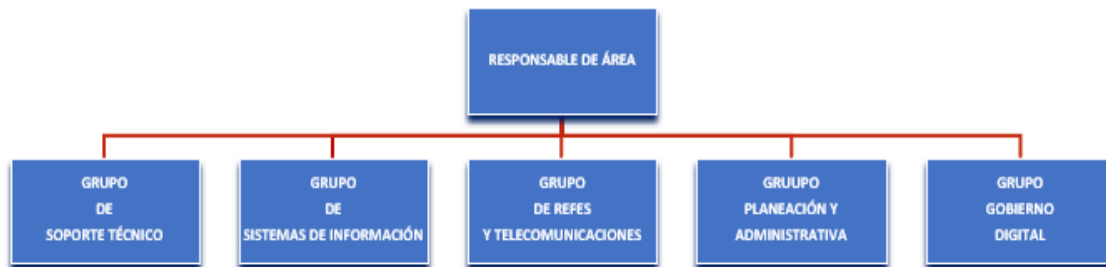 RESPONSABLE DE ÁREA
GRUPO
DE
SOPORTE TÉCNICO
GRUPO
DE
SISTEMAS DE INFORMACIÓN
GRUPO
DE REFES
Y TELECOMUNICACIONES
GRUUPO
PLANEACIÓN Y
ADMINISTRATIVA
GRUPO
GOBIERNO
DIGITAL